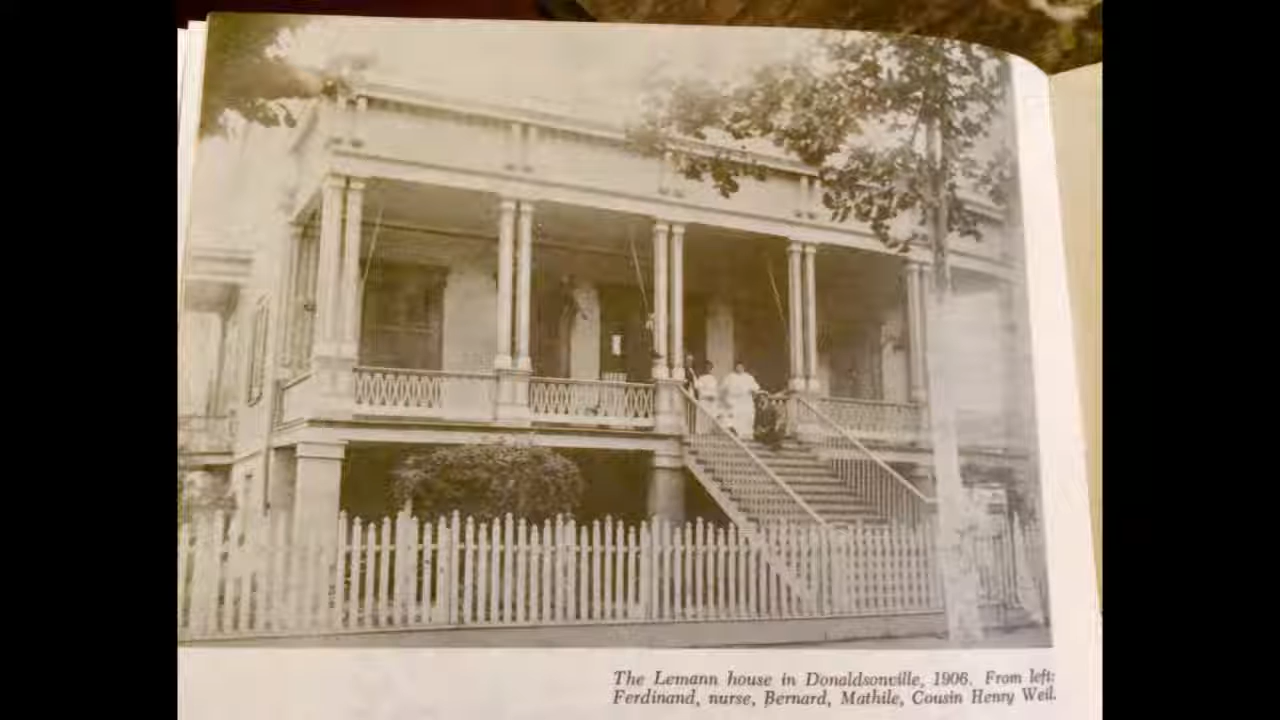 The Lemann house in Donaldsonville, 1906. From left:
Ferdinand, nurse, Bernard, Mathile, Cousin Henry Weil.